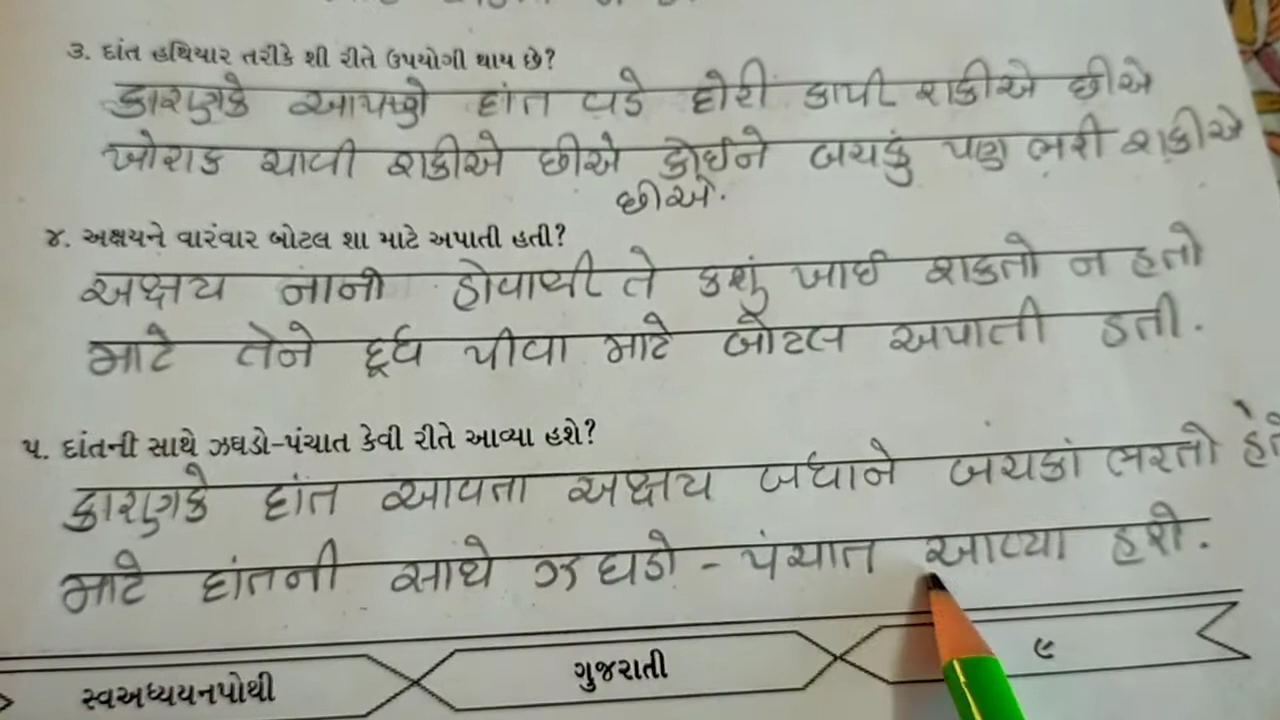 ૩. દાંત હથિયાર તરીકે શી રીતે ઉપયોગી થાય છે?
કારણકે આપણે દાંત વડે દોરી કાપી શકીએ છીએ
ખોરાક ચાવી શકીએ છીએ કોઈને બચકું પણ ભરી શકીએ
છીએ.
૪. અક્ષયને વારંવાર બોટલ શા માટે અપાતી હતી?
અક્ષય નાનો હોવાથી તે કશું ખાઈ શકતો ન હતો
માટે તેને દૂધ પીવા માટે બોટલ અપાતી હતી.
૫. દાંતની સાથે ઝઘડો-પંચાત કેવી રીતે આવ્યા હશે?
કારણકે દાંત આવતા અક્ષય બધાને બચકાં ભરતો
માટે દાંતની સાથે ઝઘડો - પંચાત આવ્યા હશે.
સ્વઅધ્યયનપોથી
ગુજરાતી
૯